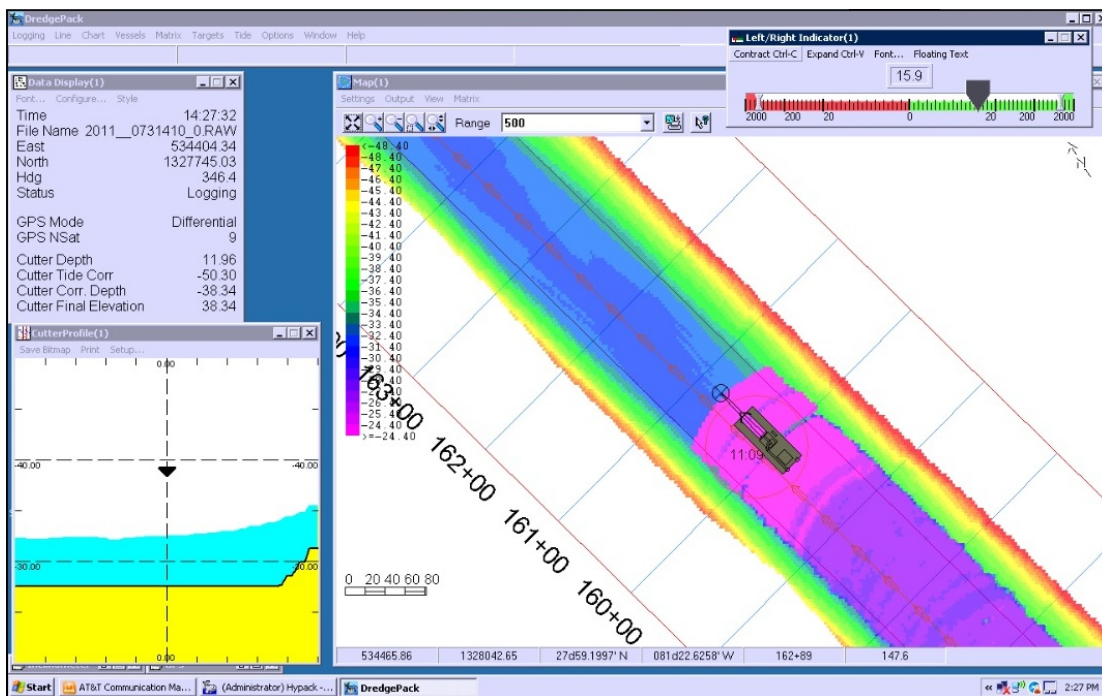 DredgePack
Logging Line Chart Vessels Matrix Targets Tide Options Window Help
Left/Right Indicator(1)
Contract Ctrl-C Expand Ctrl-V Font... Floating Text
15.9
2000 200 20 0 20 200 2000
Data Display(1)
Font... Configure... Style
Time 14:27:32
File Name 2011__0731410_0.RAW
East 534404.34
North 1327745.03
Hdg 346.4
Status Logging
GPS Mode Differential
GPS NSat 9
Cutter Depth 11.96
Cutter Tide Corr -50.30
Cutter Corr. Depth -38.34
Cutter Final Elevation 38.34
Map(1)
Settings Output View Matrix
Range 500
<-48.40
-48.40
-47.40
-46.40
-45.40
-44.40
-43.40
-42.40
-41.40
-40.40
-39.40
-38.40
-37.40
-36.40
-35.40
-34.40
-33.40
-32.40
-31.40
-30.40
-29.40
-28.40
-27.40
-26.40
-25.40
-24.40
>=-24.40
N
163+00
162+00
161+00
160+00
11:09
0 20 40 60 80
CutterProfile(1)
Save Bitmap Print Setup...
0.00
-40.00 -40.00
-30.00 -30.00
0.00
534465.86 1328042.65 27d59.1997' N 081d22.6258' W 162+89 147.6
Start AT&T Communication Ma... (Administrator) Hypack -... DredgePack 2:27 PM